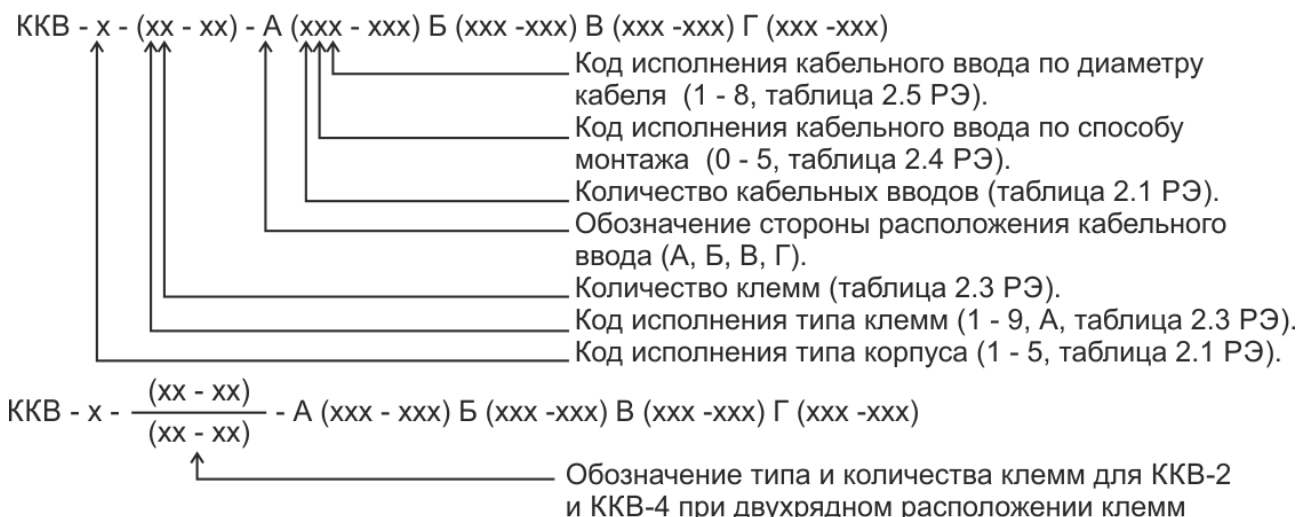 ККВ - х - (хх - хх) - А (ххх - ххх) Б (ххх -ххх) В (ххх -ххх) Г (ххх -ххх)
Код исполнения кабельного ввода по диаметру
кабеля (1 - 8, таблица 2.5 РЭ).
Код исполнения кабельного ввода по способу
монтажа (0 - 5, таблица 2.4 РЭ).
Количество кабельных вводов (таблица 2.1 РЭ).
Обозначение стороны расположения кабельного
ввода (А, Б, В, Г).
Количество клемм (таблица 2.3 РЭ).
Код исполнения типа клемм (1 - 9, А, таблица 2.3 РЭ).
Код исполнения типа корпуса (1 - 5, таблица 2.1 РЭ).
(хх - хх)
ККВ - х - - А (ххх - ххх) Б (ххх -ххх) В (ххх -ххх) Г (ххх -ххх)
(хх - хх)
Обозначение типа и количества клемм для ККВ-2
и ККВ-4 при двухрядном расположении клемм